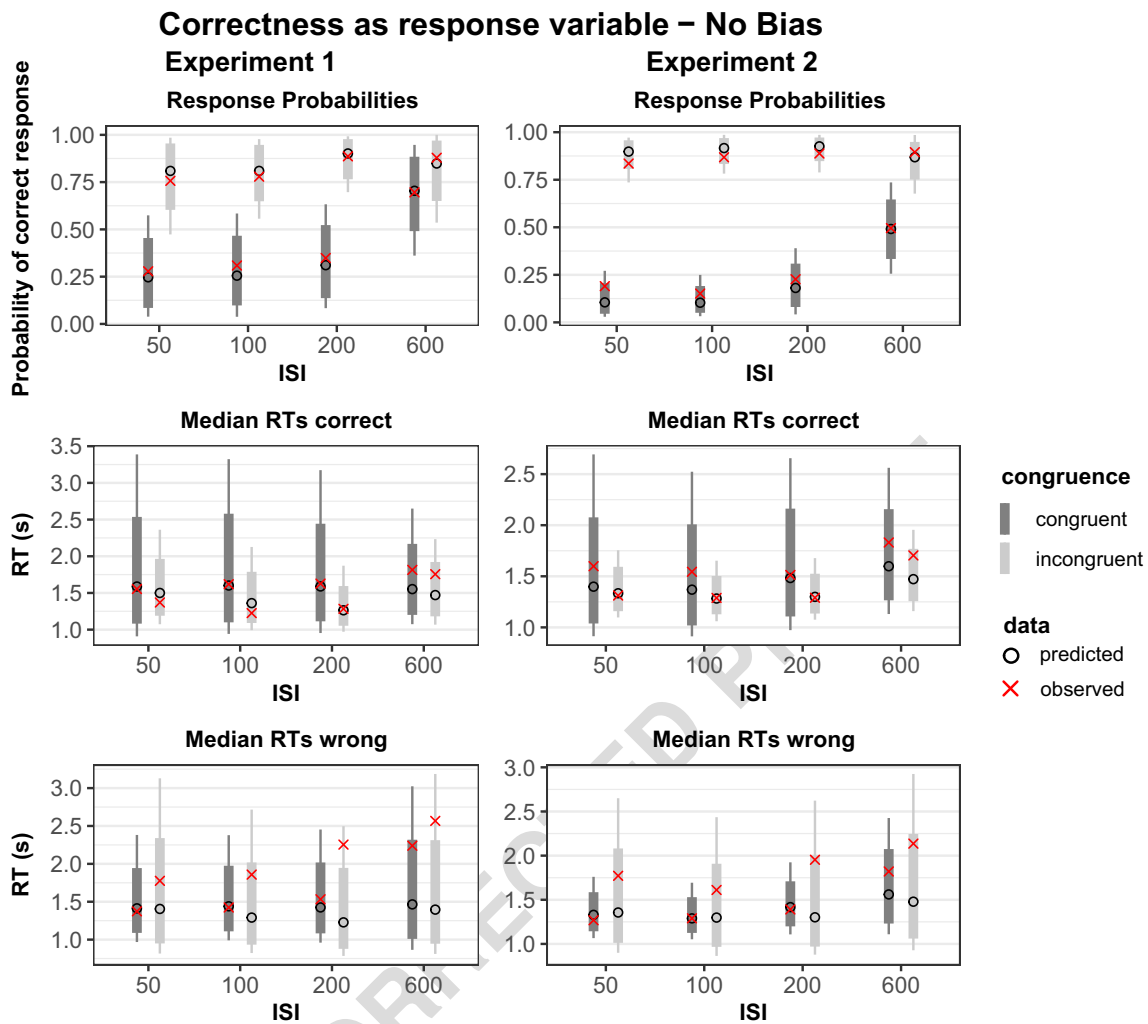 Correctness as response variable − No Bias
Experiment 1
Experiment 2
Response Probabilities
Response Probabilities
Probability of correct response
1.00
0.75
0.50
0.25
0.00
50 100 200 600
ISI
1.00
0.75
0.50
0.25
0.00
50 100 200 600
ISI
Median RTs correct
Median RTs correct
RT (s)
3.5
3.0
2.5
2.0
1.5
1.0
50 100 200 600
ISI
2.5
2.0
1.5
1.0
50 100 200 600
ISI
congruence
congruent
incongruent
data
predicted
observed
Median RTs wrong
Median RTs wrong
RT (s)
3.0
2.5
2.0
1.5
1.0
50 100 200 600
ISI
3.0
2.5
2.0
1.5
1.0
50 100 200 600
ISI